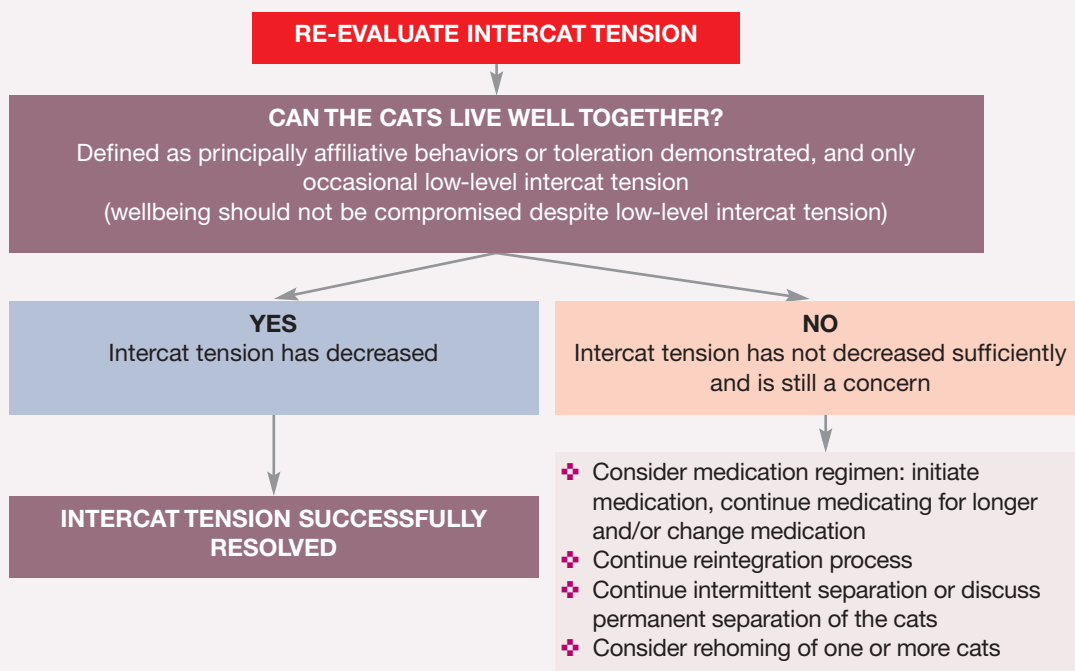 RE-EVALUATE INTERCAT TENSION
CAN THE CATS LIVE WELL TOGETHER?
Defined as principally affiliative behaviors or toleration demonstrated, and only
occasional low-level intercat tension
(wellbeing should not be compromised despite low-level intercat tension)
YES
Intercat tension has decreased
NO
Intercat tension has not decreased sufficiently
and is still a concern
INTERCAT TENSION SUCCESSFULLY
RESOLVED
Consider medication regimen: initiate
medication, continue medicating for longer
and/or change medication
Continue reintegration process
Continue intermittent separation or discuss
permanent separation of the cats
Consider rehoming of one or more cats